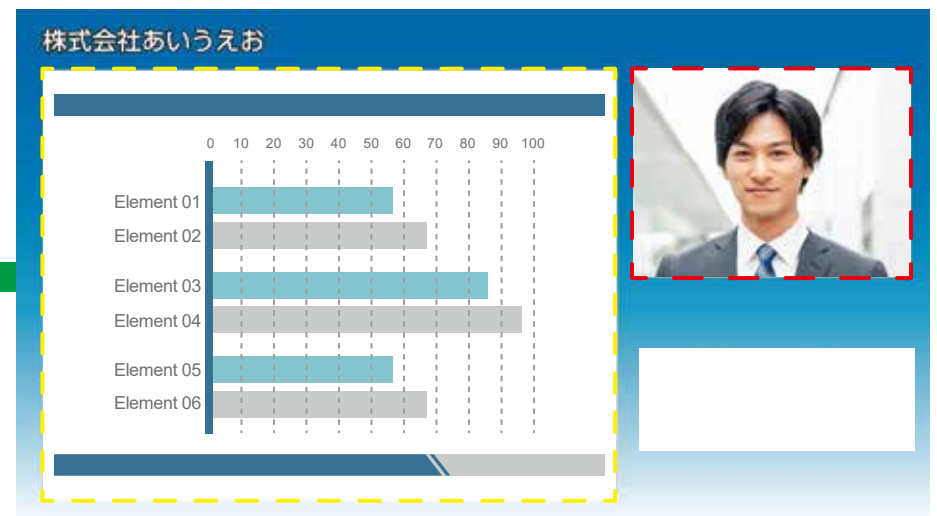 株式会社あいうえお
0 10 20 30 40 50 60 70 80 90 100
Element 01
Element 02
Element 03
Element 04
Element 05
Element 06